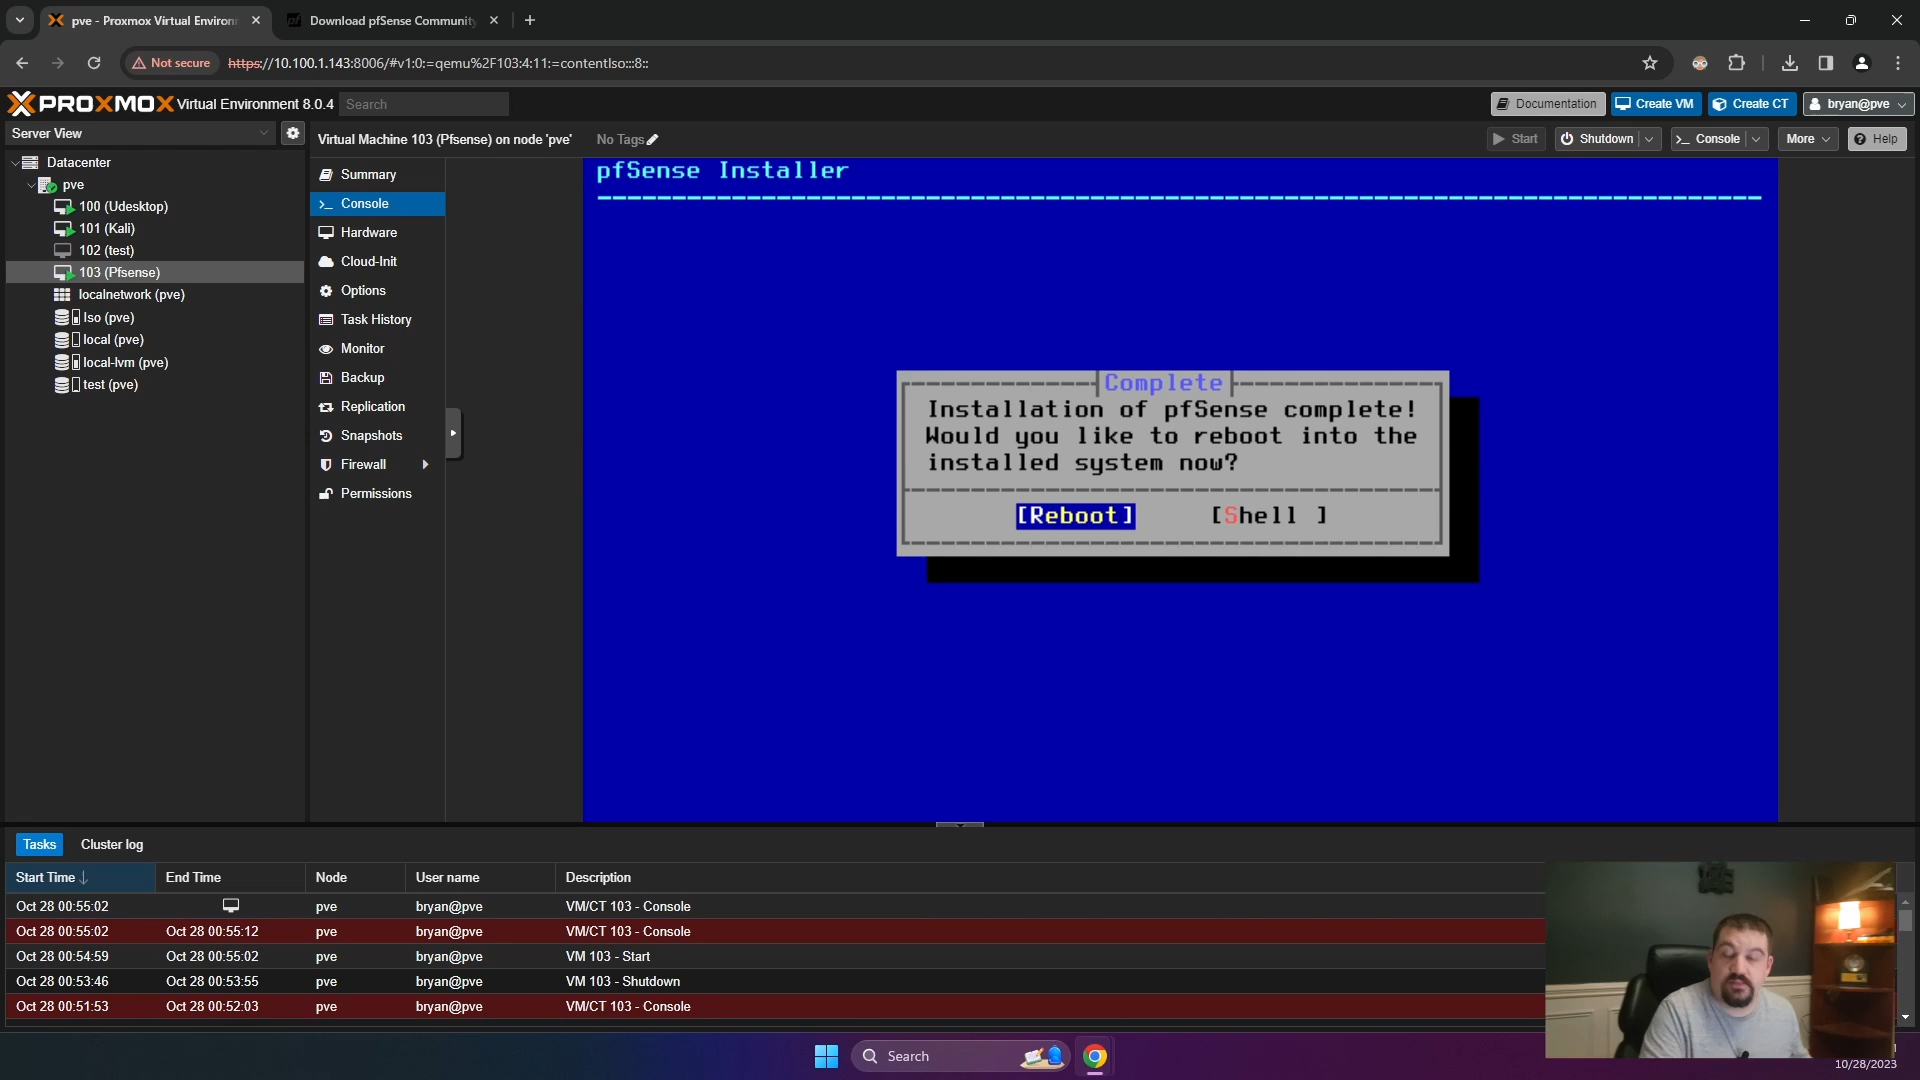 pve - Proxmox Virtual Environ
Download pfSense Community
Not secure
https://10.100.1.143:8006/#v1:0:=qemu%2F103:4:11:=contentIso:::8::
PROXMOX Virtual Environment 8.0.4
Search
Documentation
Create VM
Create CT
bryan@pve
Server View
Virtual Machine 103 (Pfsense) on node 'pve'
No Tags
Start
Shutdown
Console
More
Help
Datacenter
pve
100 (Udesktop)
101 (Kali)
102 (test)
103 (Pfsense)
localnetwork (pve)
Iso (pve)
local (pve)
local-lvm (pve)
test (pve)
Summary
Console
Hardware
Cloud-Init
Options
Task History
Monitor
Backup
Replication
Snapshots
Firewall
Permissions
pfSense Installer
Complete
Installation of pfSense complete!
Would you like to reboot into the
installed system now?
[Reboot] [Shell ]
Tasks
Cluster log
Start Time End Time Node User name Description
Oct 28 00:55:02 pve bryan@pve VM/CT 103 - Console
Oct 28 00:55:02 Oct 28 00:55:12 pve bryan@pve VM/CT 103 - Console
Oct 28 00:54:59 Oct 28 00:55:02 pve bryan@pve VM 103 - Start
Oct 28 00:53:46 Oct 28 00:53:55 pve bryan@pve VM 103 - Shutdown
Oct 28 00:51:53 Oct 28 00:52:03 pve bryan@pve VM/CT 103 - Console
Search
10/28/2023